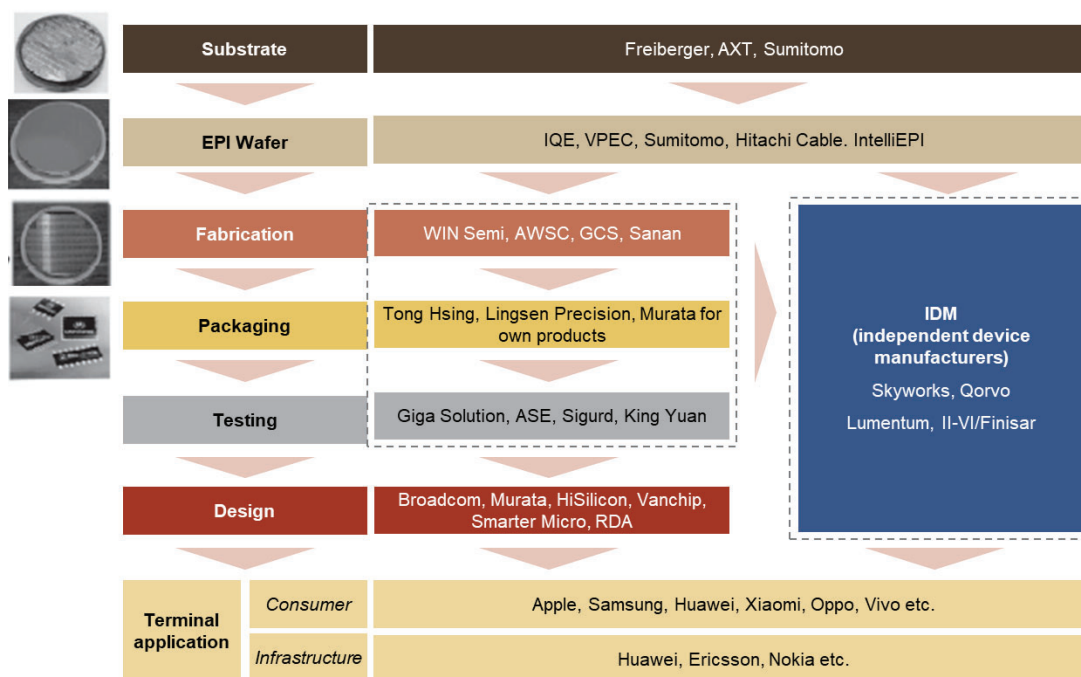 Substrate
Freiberger, AXT, Sumitomo
EPI Wafer
IQE, VPEC, Sumitomo, Hitachi Cable. IntelliEPI
Fabrication
WIN Semi, AWSC, GCS, Sanan
Packaging
Tong Hsing, Lingsen Precision, Murata for
own products
Testing
Giga Solution, ASE, Sigurd, King Yuan
Design
Broadcom, Murata, HiSilicon, Vanchip,
Smarter Micro, RDA
IDM
(independent device
manufacturers)
Skyworks, Qorvo
Lumentum, II-VI/Finisar
Terminal
application
Consumer
Apple, Samsung, Huawei, Xiaomi, Oppo, Vivo etc.
Infrastructure
Huawei, Ericsson, Nokia etc.